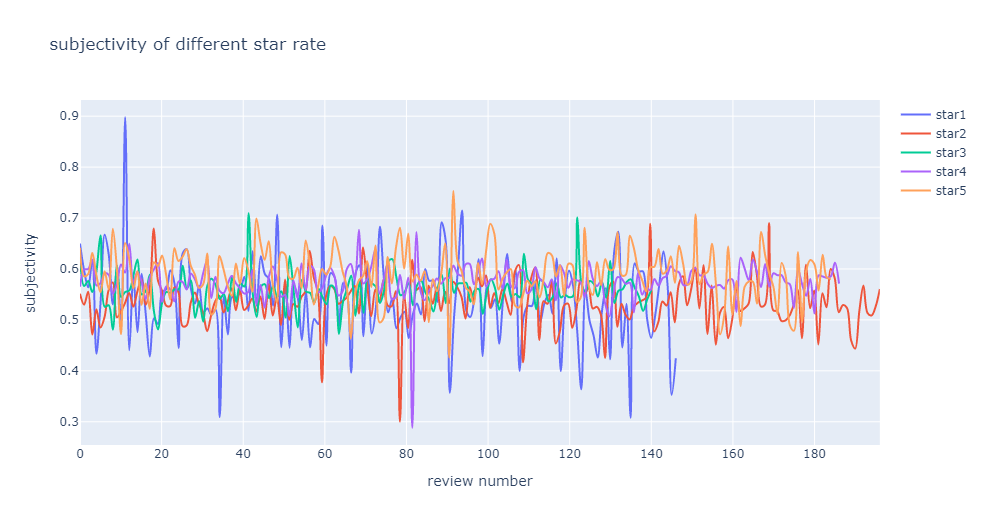 subjectivity of different star rate
0.9
0.8
0.7
0.6
0.5
0.4
0.3
subjectivity
0 20 40 60 80 100 120 140 160 180
review number
star1
star2
star3
star4
star5